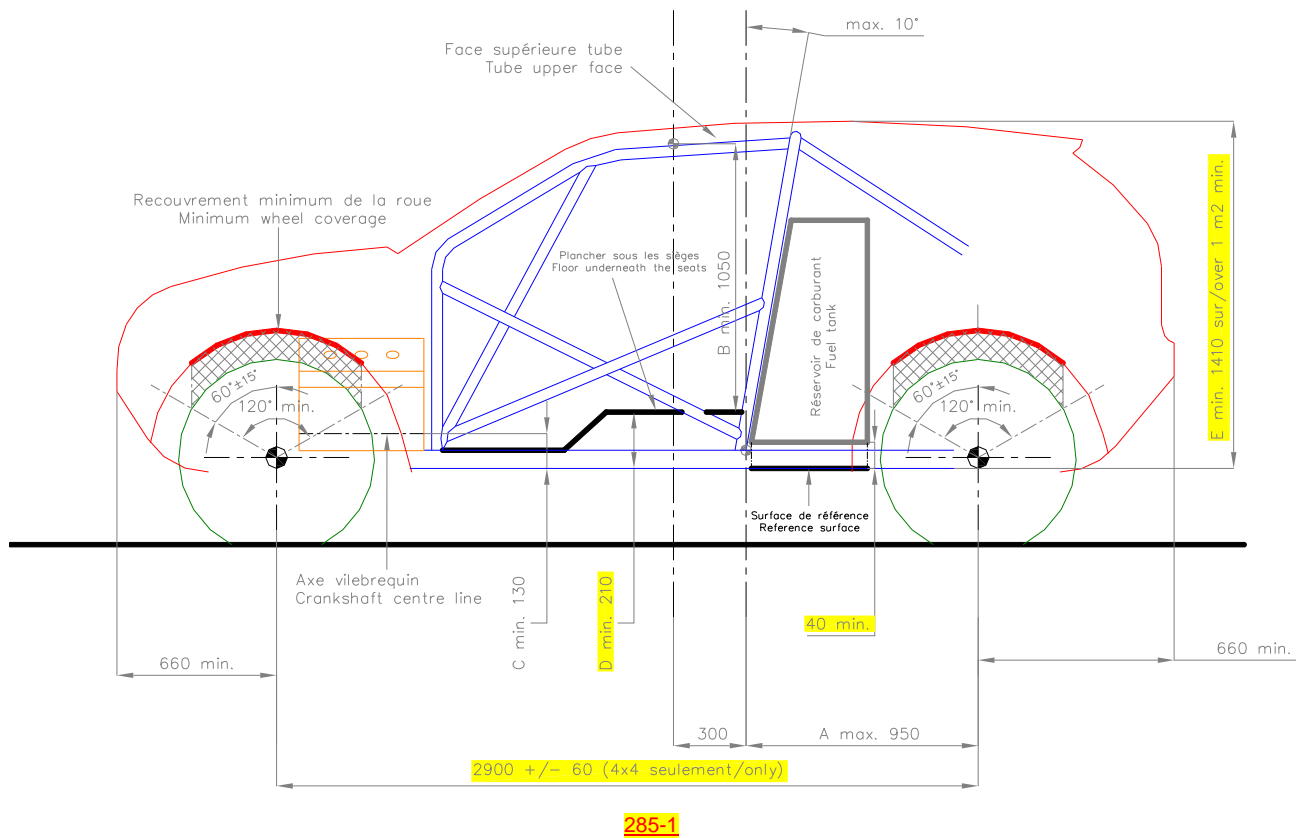 max. 10°
Face supérieure tube
Tube upper face
Recouvrement minimum de la roue
Minimum wheel coverage
Plancher sous les sièges
Floor underneath the seats
B mim. 1050
Réservoir de carburant
Fuel tank
E min. 1410 sur/over 1 m2 min.
60°±15°
120° min.
60°±15°
120° min.
Surface de référence
Reference surface
Axe vilebrequin
Crankshaft centre line
C min. 130
D min. 210
40 min.
660 min.
660 min.
300
A max. 950
2900 +/- 60 (4x4 seulement/only)
285-1